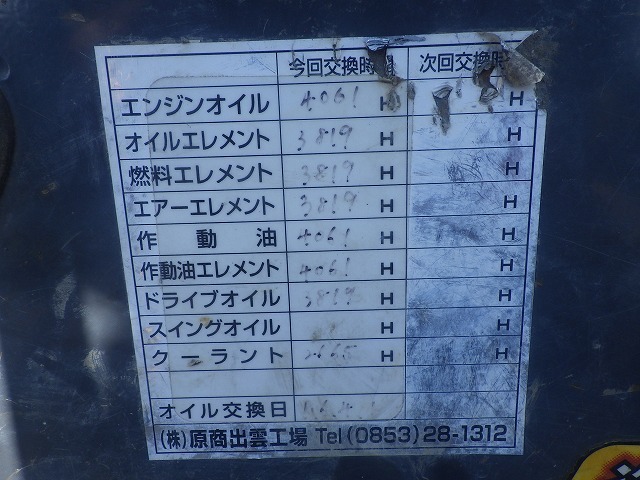 今回交換時間 次回交換時
エンジンオイル 4061 H H
オイルエレメント 3819 H H
燃料エレメント 3819 H H
エアーエレメント 3819 H H
作動油 4061 H H
作動油エレメント 4061 H H
ドライブオイル 3819 H H
スイングオイル H H
クーラント H H
オイル交換日
(株)原商出雲工場 Tel(0853)28-1312